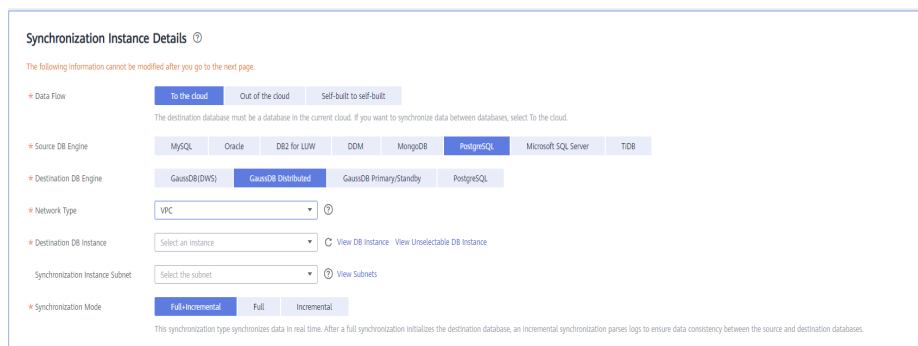 Synchronization Instance Details
The following information cannot be modified after you go to the next page.
* Data Flow To the cloud Out of the cloud Self-built to self-built
The destination database must be a database in the current cloud. If you want to synchronize data between databases, select To the cloud.
* Source DB Engine MySQL Oracle DB2 for LUW DDM MongoDB PostgreSQL Microsoft SQL Server TiDB
* Destination DB Engine GaussDB(DWS) GaussDB Distributed GaussDB Primary/Standby PostgreSQL
* Network Type VPC
* Destination DB Instance Select an instance View DB Instance View Unselectable DB Instance
Synchronization Instance Subnet Select the subnet View Subnets
* Synchronization Mode Full+Incremental Full Incremental
This synchronization type synchronizes data in real time. After a full synchronization initializes the destination database, an incremental synchronization parses logs to ensure data consistency between the source and destination databases.